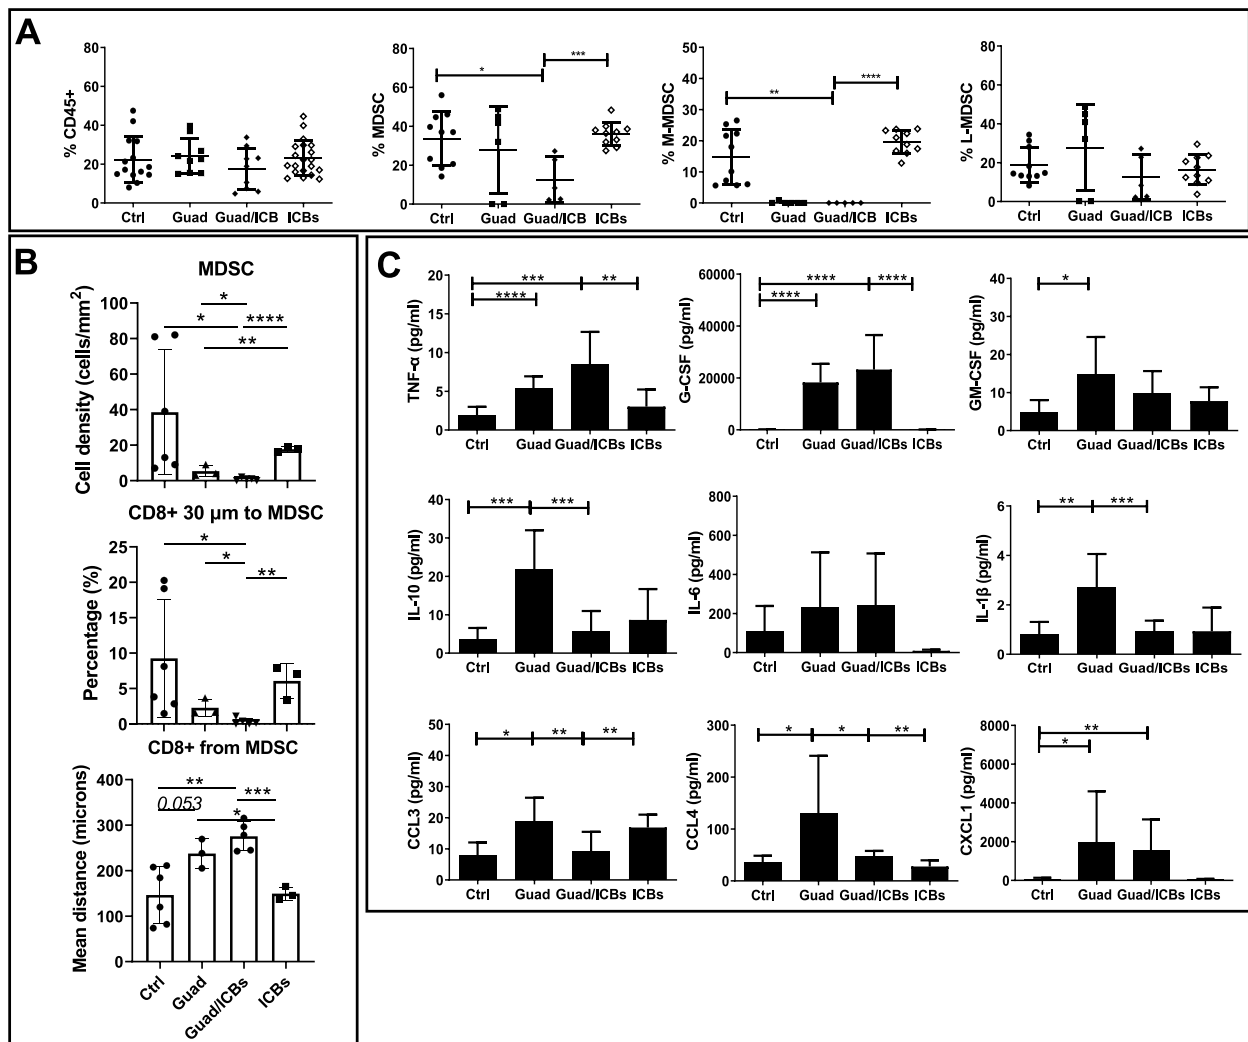 A
% CD45+
80
60
40
20
0
Ctrl Guad Guad/ICB ICBs
% MDSC
80
60
40
20
0
* ***
Ctrl Guad Guad/ICB ICBs
% M-MDSC
50
40
30
20
10
0
** ****
Ctrl Guad Guad/ICB ICBs
% L-MDSC
80
60
40
20
0
Ctrl Guad Guad/ICB ICBs
B
MDSC
Cell density (cells/mm²)
100
80
60
40
20
0
*
* ****
**
CD8+ 30 µm to MDSC
Percentage (%)
25
20
15
10
5
0
*
*
**
CD8+ from MDSC
Mean distance (microns)
400
300
200
100
0
** ***
0.053 *
Ctrl Guad Guad/ICBs ICBs
C
TNF-α (pg/ml)
20
15
10
5
0
*** **
****
Ctrl Guad Guad/ICBs ICBs
G-CSF (pg/ml)
60000
40000
20000
0
**** ****
****
Ctrl Guad Guad/ICBs ICBs
GM-CSF (pg/ml)
40
30
20
10
0
*
Ctrl Guad Guad/ICBs ICBs
IL-10 (pg/ml)
40
30
20
10
0
*** ***
Ctrl Guad Guad/ICBs ICBs
IL-6 (pg/ml)
800
600
400
200
0
Ctrl Guad Guad/ICBs ICBs
IL-1β (pg/ml)
6
4
2
0
** ***
Ctrl Guad Guad/ICBs ICBs
CCL3 (pg/ml)
50
40
30
20
10
0
* ** **
Ctrl Guad Guad/ICBs ICBs
CCL4 (pg/ml)
300
200
100
0
* * **
Ctrl Guad Guad/ICBs ICBs
CXCL1 (pg/ml)
8000
6000
4000
2000
0
**
*
Ctrl Guad Guad/ICBs ICBs